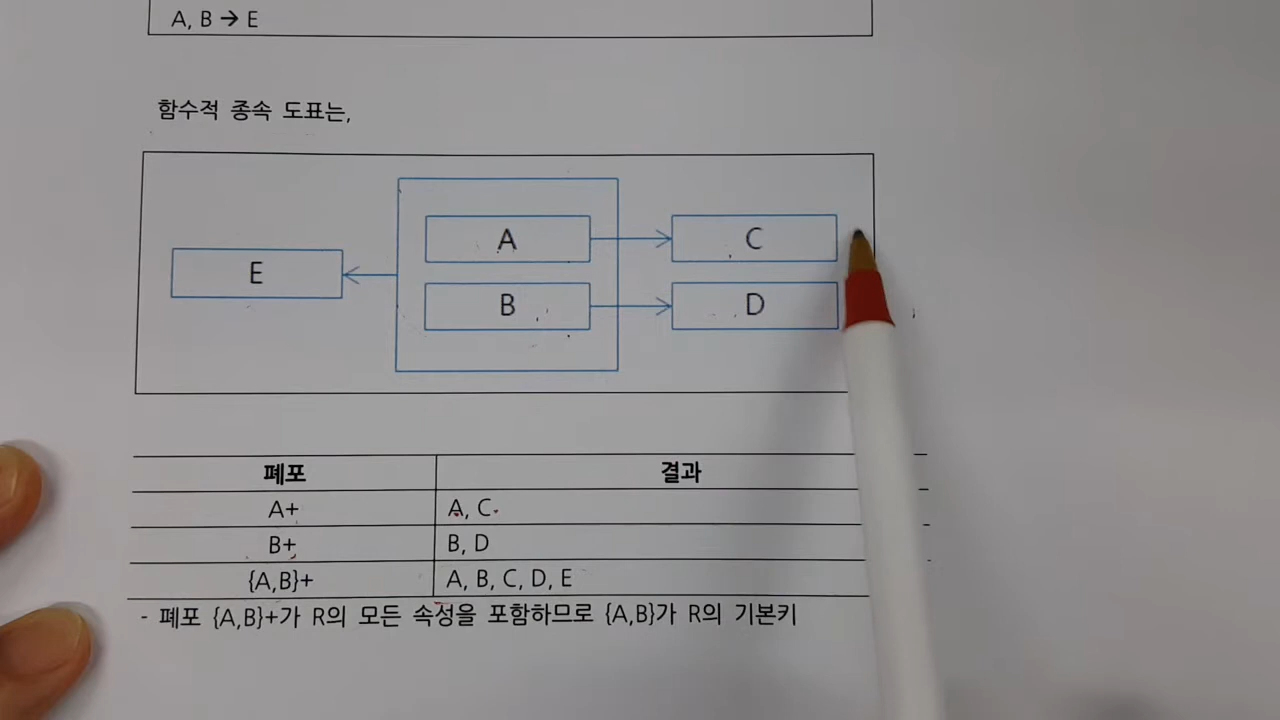 A, B → E
함수적 종속 도표는,
A
C
E
B
D
폐포 결과
A+ A, C
B+ B, D
{A,B}+ A, B, C, D, E
- 폐포 {A,B}+가 R의 모든 속성을 포함하므로 {A,B}가 R의 기본키